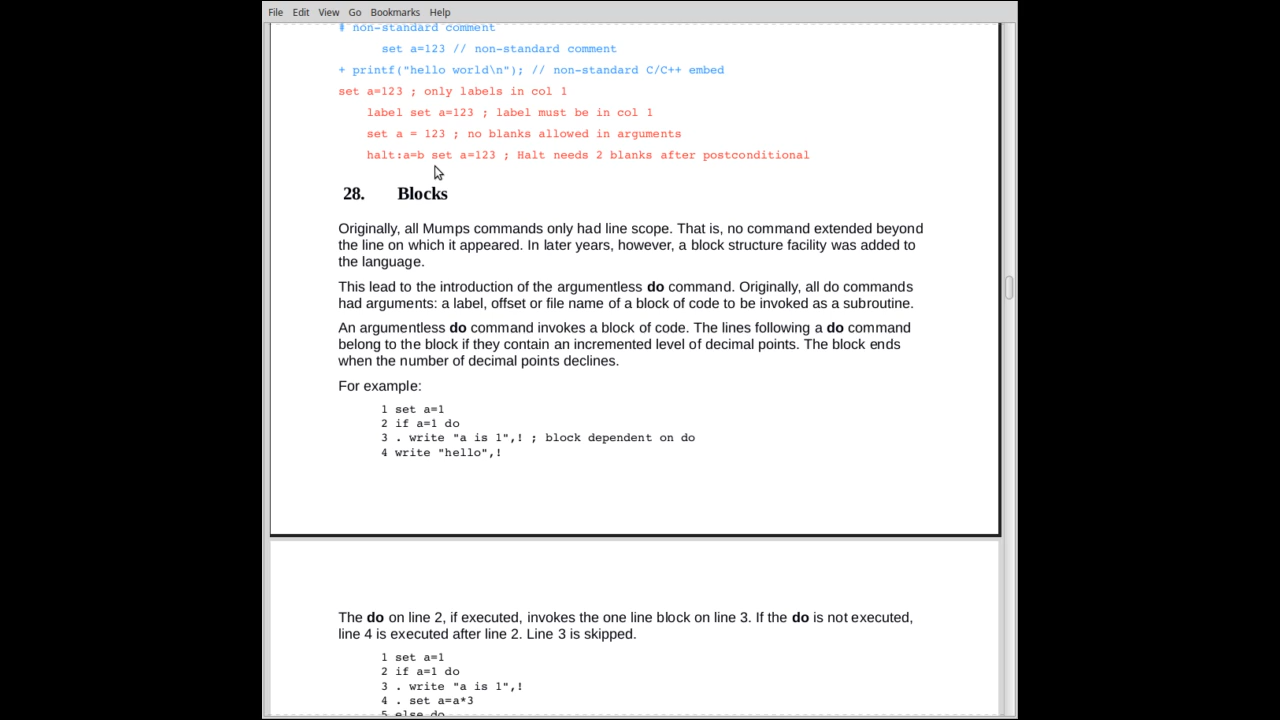 File Edit View Go Bookmarks Help
# non-standard comment
set a=123 // non-standard comment
+ printf("hello world\n"); // non-standard C/C++ embed
set a=123 ; only labels in col 1
label set a=123 ; label must be in col 1
set a = 123 ; no blanks allowed in arguments
halt:a=b set a=123 ; Halt needs 2 blanks after postconditional
28. Blocks
Originally, all Mumps commands only had line scope. That is, no command extended beyond
the line on which it appeared. In later years, however, a block structure facility was added to
the language.
This lead to the introduction of the argumentless do command. Originally, all do commands
had arguments: a label, offset or file name of a block of code to be invoked as a subroutine.
An argumentless do command invokes a block of code. The lines following a do command
belong to the block if they contain an incremented level of decimal points. The block ends
when the number of decimal points declines.
For example:
1 set a=1
2 if a=1 do
3 . write "a is 1",! ; block dependent on do
4 write "hello",!
The do on line 2, if executed, invokes the one line block on line 3. If the do is not executed,
line 4 is executed after line 2. Line 3 is skipped.
1 set a=1
2 if a=1 do
3 . write "a is 1",!
4 . set a=a*3
5 else do